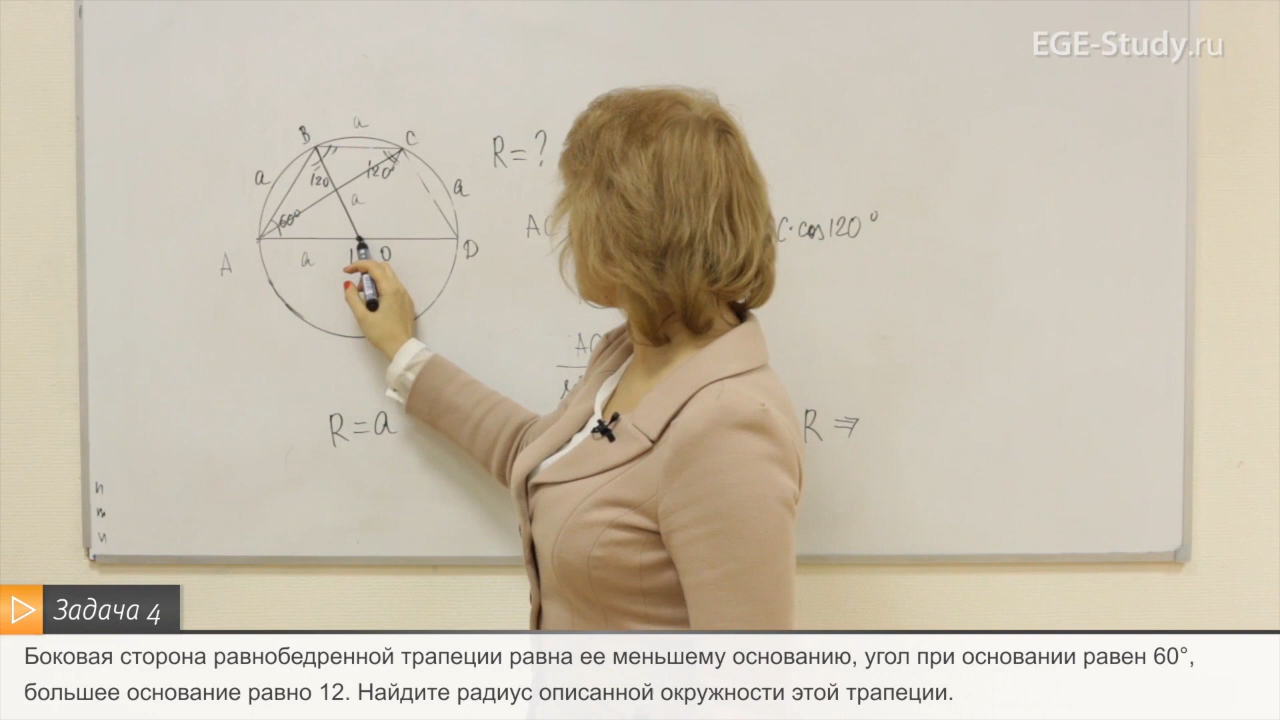 EGE-Study.ru
B a C
R = ?
a 120 120° a
a
60°
AC
C·cos120°
A a O D
AC
R = a
R ⇒
Задача 4
Боковая сторона равнобедренной трапеции равна ее меньшему основанию, угол при основании равен 60°,
большее основание равно 12. Найдите радиус описанной окружности этой трапеции.